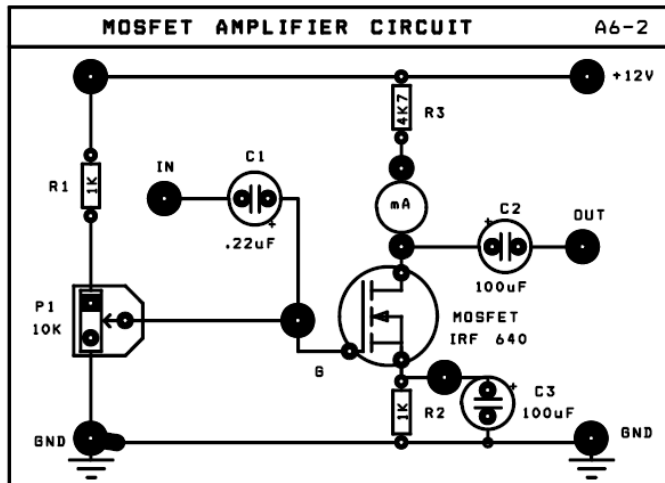 MOSFET AMPLIFIER CIRCUIT
A6-2
+12V
4K7
R3
IN
C1
R1
1K
mA
C2
OUT
+
.22uF
+
100uF
P1
10K
MOSFET
IRF 640
G
+
C3
100uF
1K
R2
GND
GND